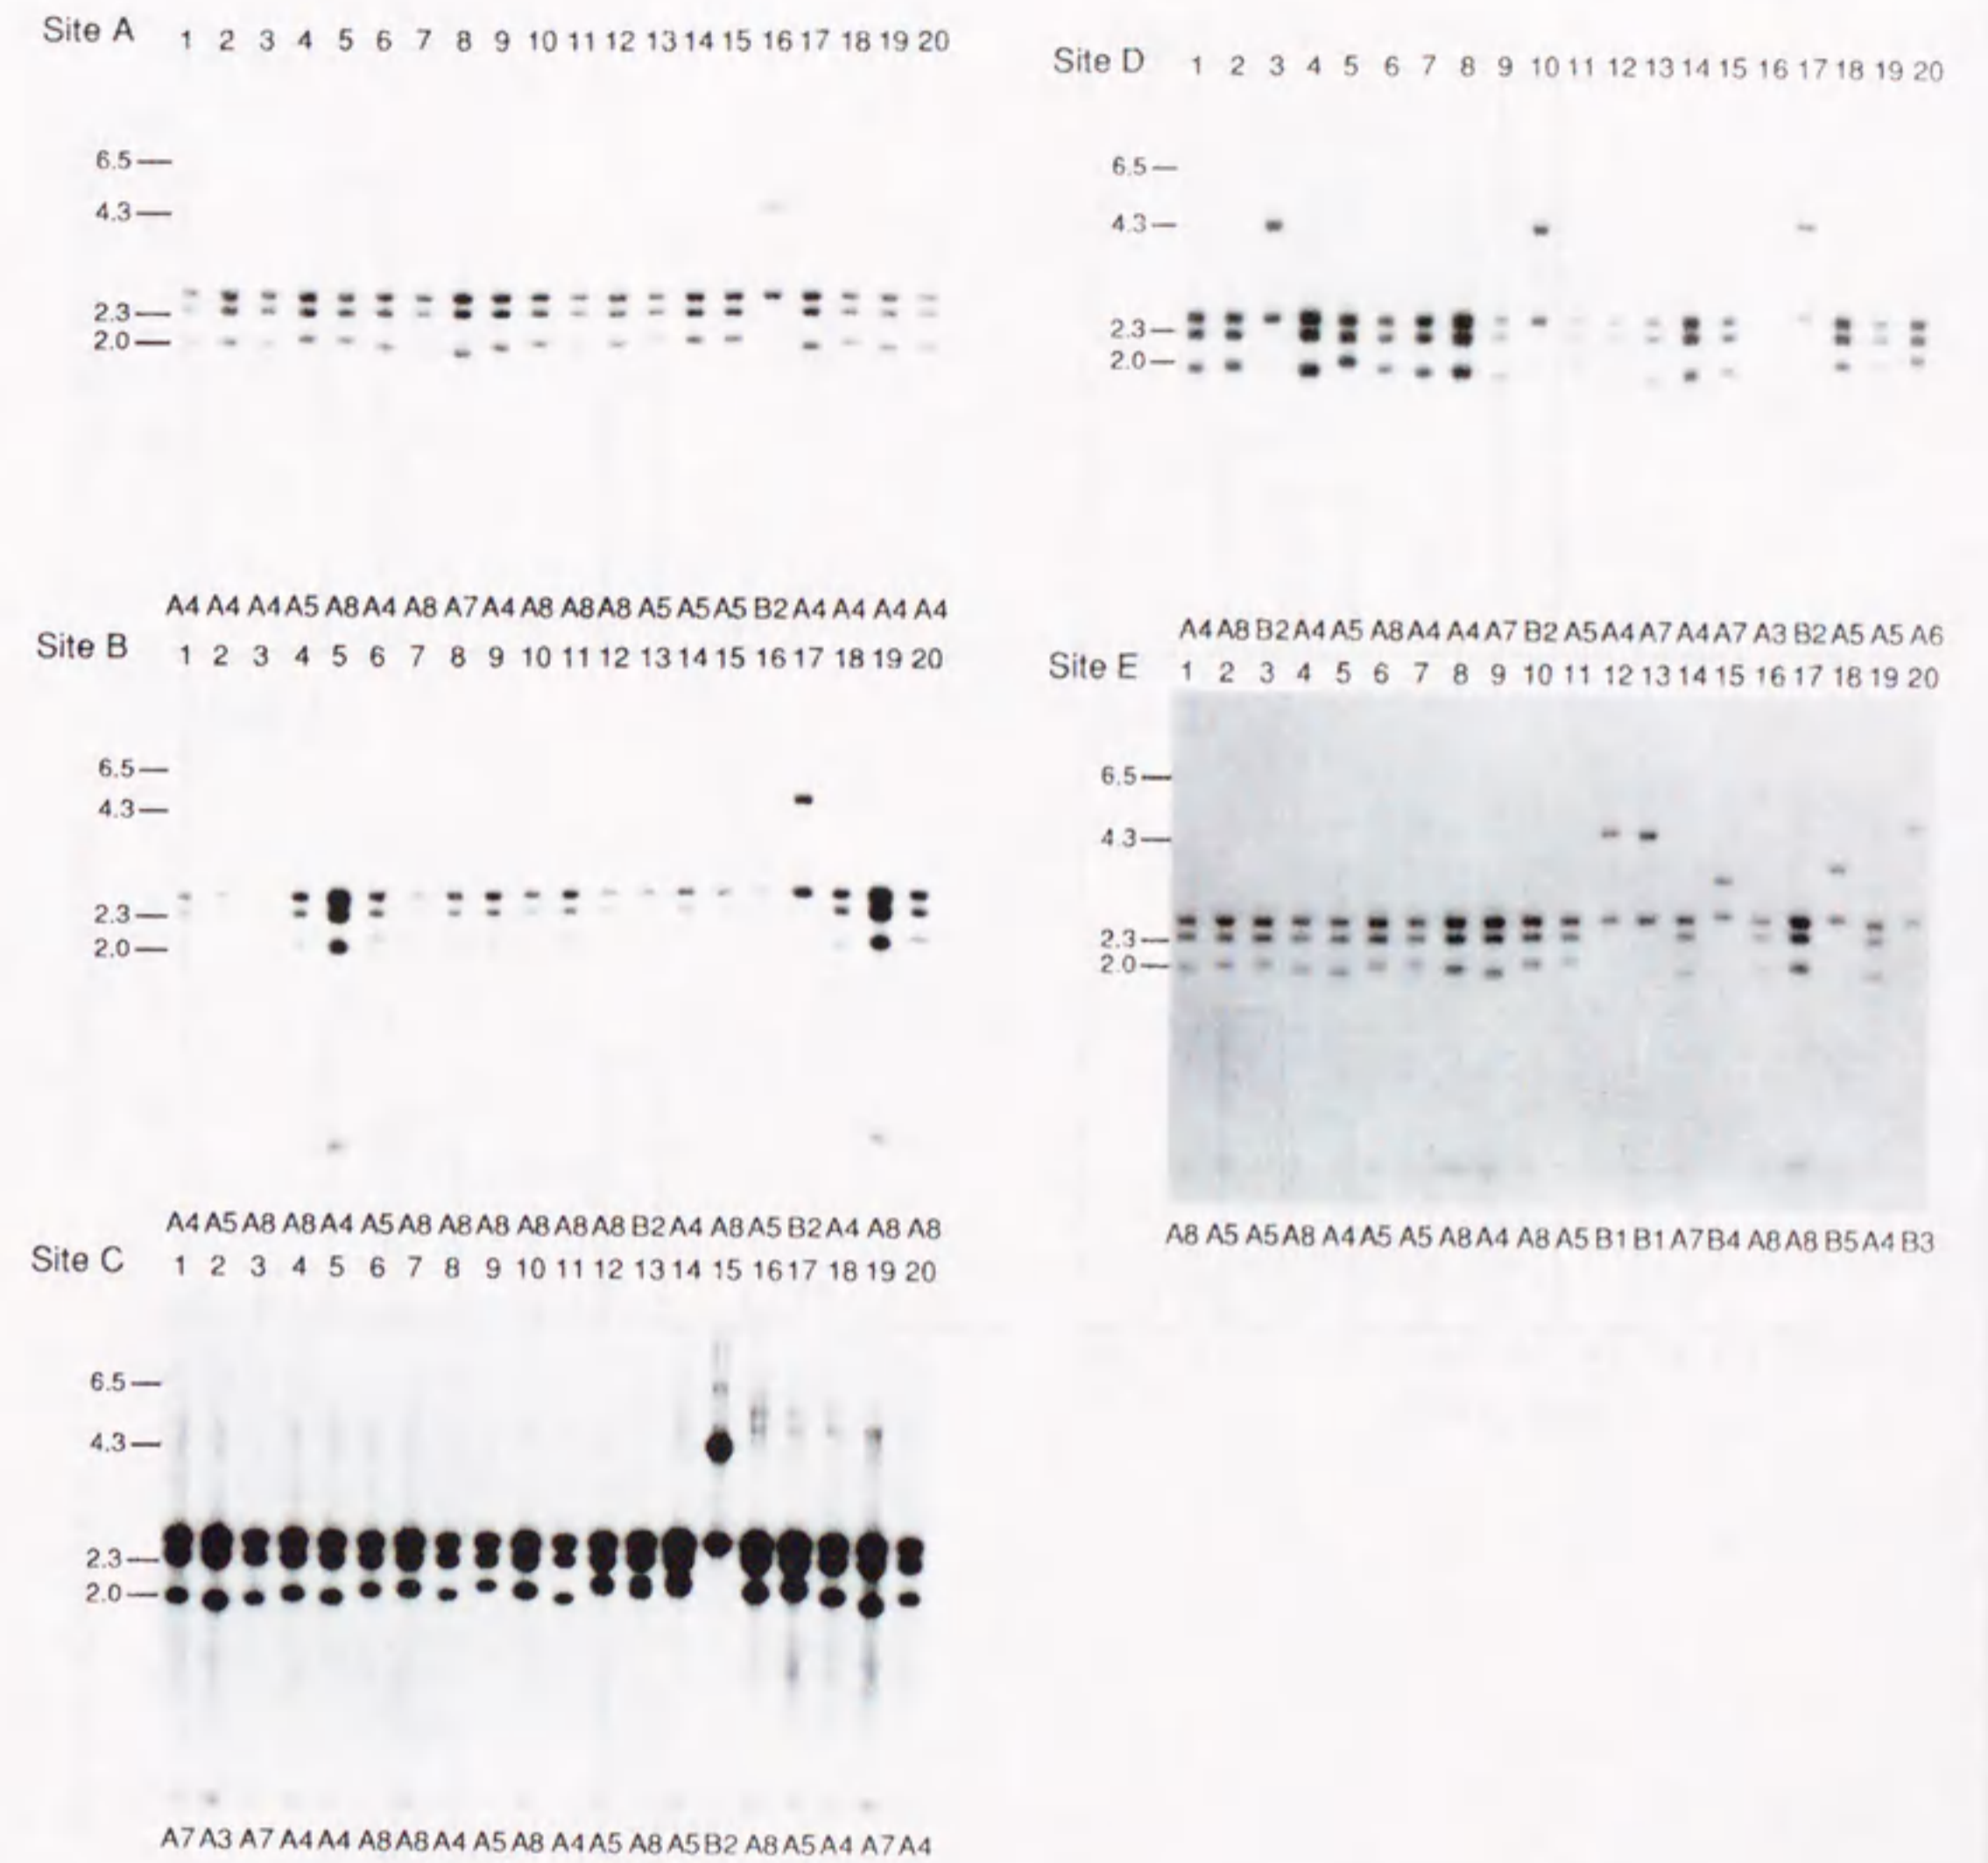 Site A 1 2 3 4 5 6 7 8 9 10 11 12 13 14 15 16 17 18 19 20
6.5
4.3
2.3
2.0
A4 A4 A4 A5 A8 A4 A8 A7 A4 A8 A8 A8 A5 A5 A5 B2 A4 A4 A4 A4
Site B 1 2 3 4 5 6 7 8 9 10 11 12 13 14 15 16 17 18 19 20
6.5
4.3
2.3
2.0
A4 A5 A8 A8 A4 A5 A8 A8 A8 A8 A8 A8 B2 A4 A8 A5 B2 A4 A8 A8
Site C 1 2 3 4 5 6 7 8 9 10 11 12 13 14 15 16 17 18 19 20
6.5
4.3
2.3
2.0
A7 A3 A7 A4 A4 A8 A8 A4 A5 A8 A4 A5 A8 A5 B2 A8 A5 A4 A7 A4
Site D 1 2 3 4 5 6 7 8 9 10 11 12 13 14 15 16 17 18 19 20
6.5
4.3
2.3
2.0
A4 A8 B2 A4 A5 A8 A4 A4 A7 B2 A5 A4 A7 A4 A7 A3 B2 A5 A5 A6
Site E 1 2 3 4 5 6 7 8 9 10 11 12 13 14 15 16 17 18 19 20
6.5
4.3
2.3
2.0
A8 A5 A5 A8 A4 A5 A5 A8 A4 A8 A5 B1 B1 A7 B4 A8 A8 B5 A4 B3